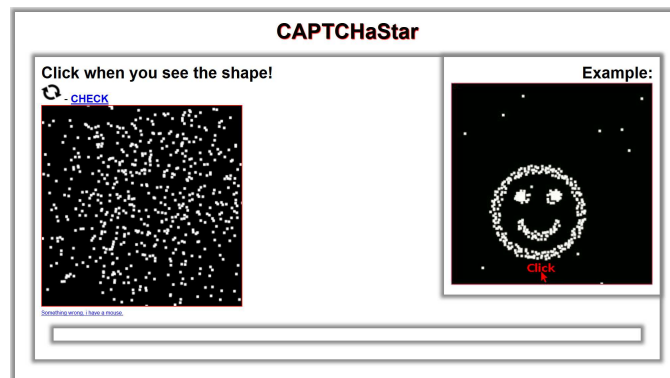 CAPTCHaStar
Click when you see the shape!
- CHECK
Something wrong, i have a mouse.
Example:
Click